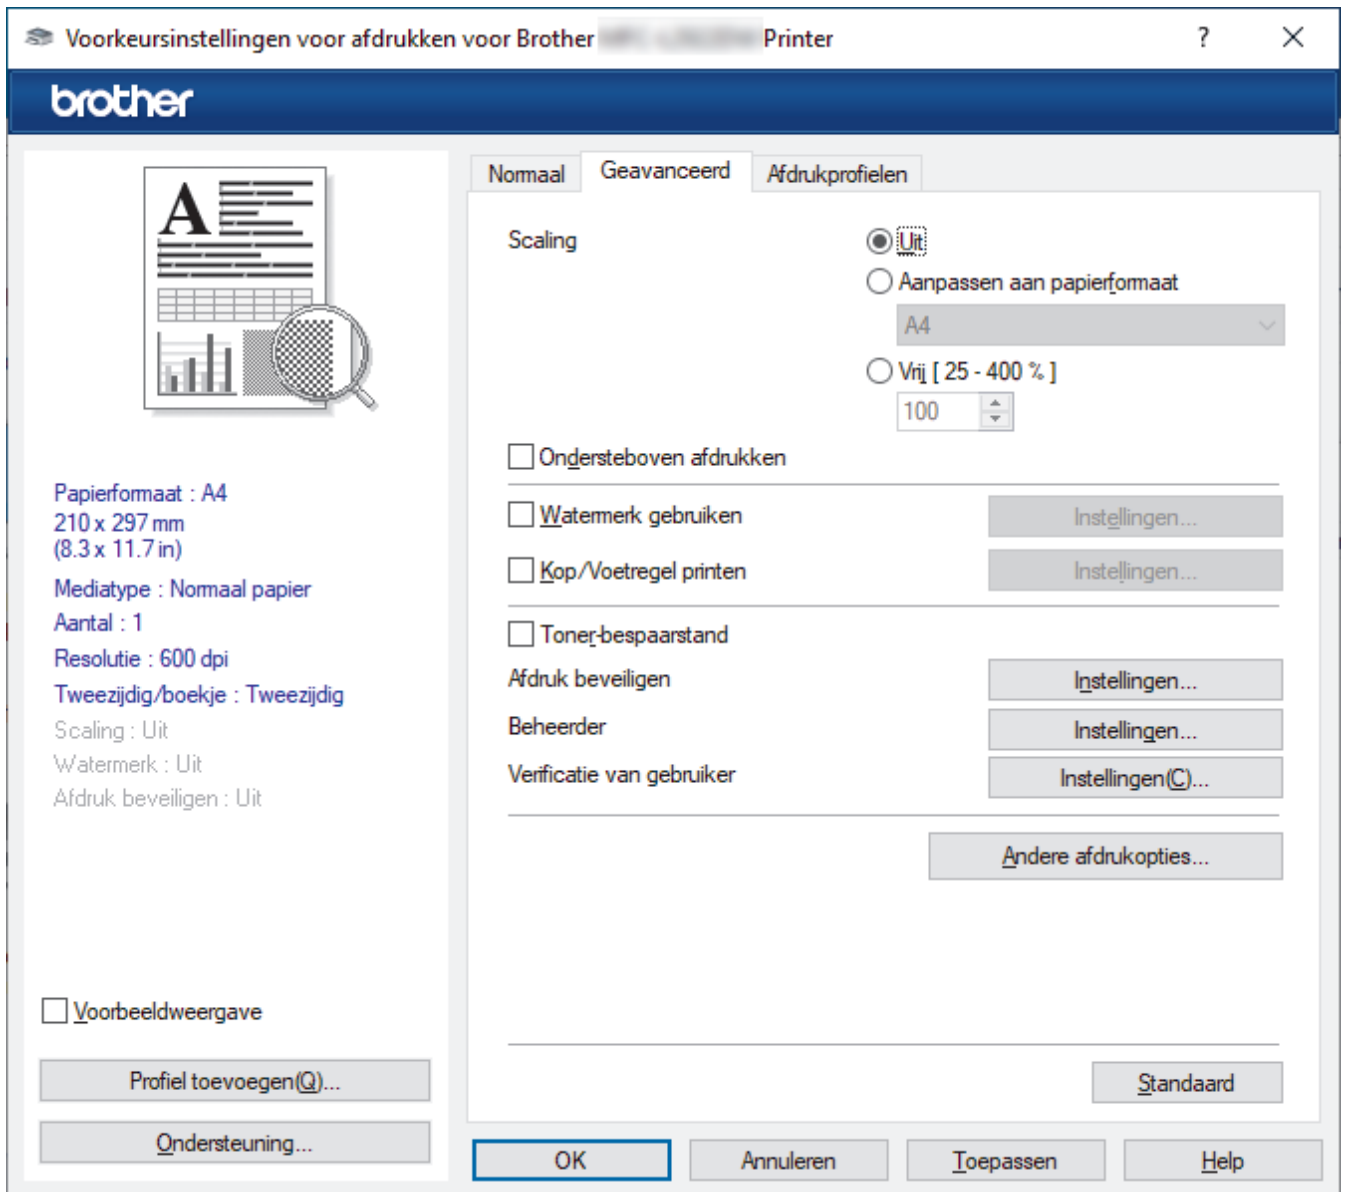 Voorkeursinstellingen voor afdrukken voor Brother Printer
brother
A
Papierformaat : A4
210 x 297 mm
(8.3 x 11.7 in)
Mediatype : Normaal papier
Aantal : 1
Resolutie : 600 dpi
Tweezijdig/boekje : Tweezijdig
Scaling : Uit
Watermerk : Uit
Afdruk beveiligen : Uit
Voorbeeldweergave
Profiel toevoegen(Q)...
Ondersteuning...
Normaal Geavanceerd Afdrukprofielen
Scaling Uit
Aanpassen aan papierformaat
A4
Vrij [ 25 - 400 % ]
100
Ondersteboven afdrukken
Watermerk gebruiken Instellingen...
Kop/Voetregel printen Instellingen...
Toner-bespaarstand
Afdruk beveiligen Instellingen...
Beheerder Instellingen...
Verificatie van gebruiker Instellingen(C)...
Andere afdrukopties...
Standaard
OK Annuleren Toepassen Help